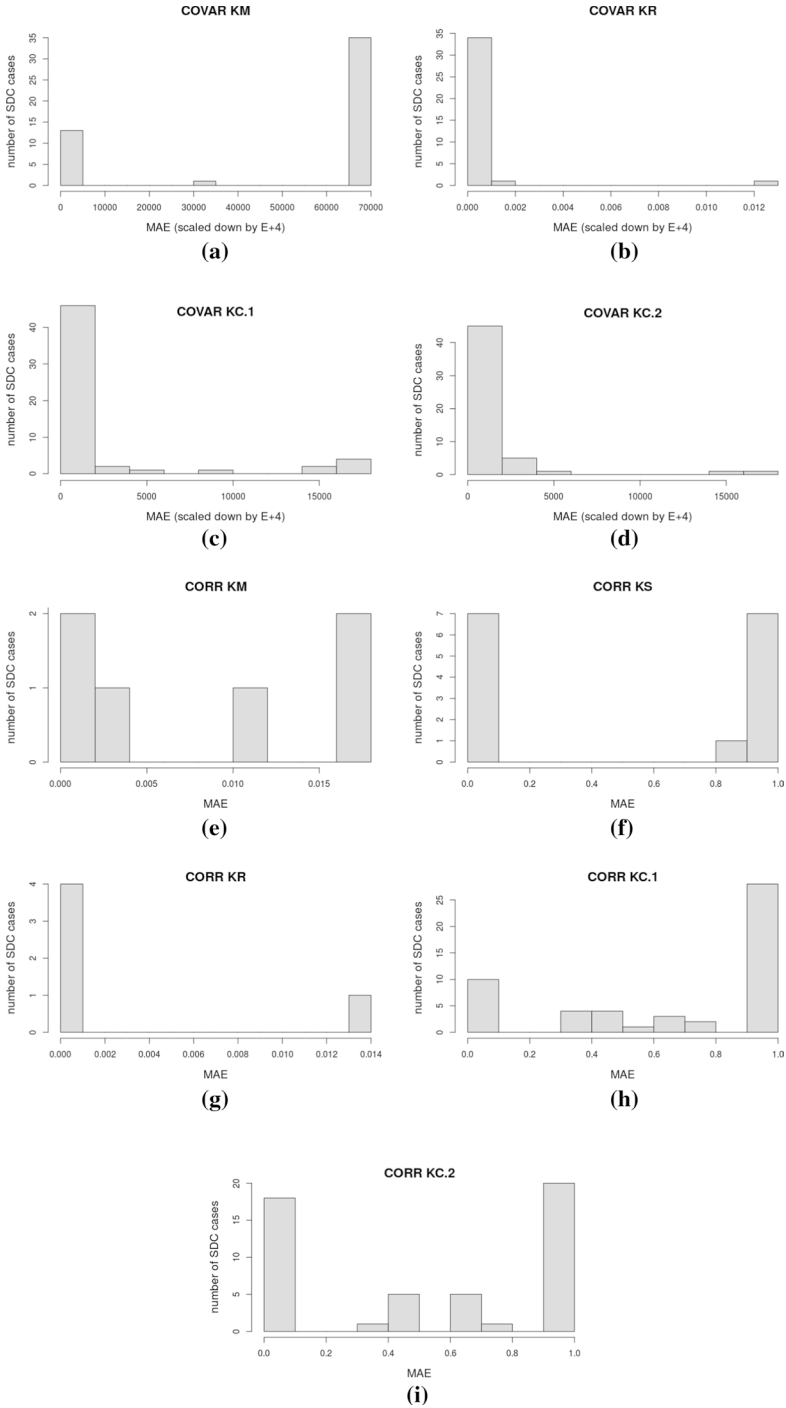 COVAR KM
number of SDC cases
0 5 10 15 20 25 30 35
0 10000 20000 30000 40000 50000 60000 70000
MAE (scaled down by E+4)
(a)
COVAR KR
number of SDC cases
0 5 10 15 20 25 30 35
0.000 0.002 0.004 0.006 0.008 0.010 0.012
MAE (scaled down by E+4)
(b)
COVAR KC.1
number of SDC cases
0 10 20 30 40
0 5000 10000 15000
MAE (scaled down by E+4)
(c)
COVAR KC.2
number of SDC cases
0 10 20 30 40
0 5000 10000 15000
MAE (scaled down by E+4)
(d)
CORR KM
number of SDC cases
0 1 2
0.000 0.005 0.010 0.015
MAE
(e)
CORR KS
number of SDC cases
0 1 2 3 4 5 6 7
0.0 0.2 0.4 0.6 0.8 1.0
MAE
(f)
CORR KR
number of SDC cases
0 1 2 3 4
0.000 0.002 0.004 0.006 0.008 0.010 0.012 0.014
MAE
(g)
CORR KC.1
number of SDC cases
0 5 10 15 20 25
0.0 0.2 0.4 0.6 0.8 1.0
MAE
(h)
CORR KC.2
number of SDC cases
0 5 10 15 20
0.0 0.2 0.4 0.6 0.8 1.0
MAE
(i)